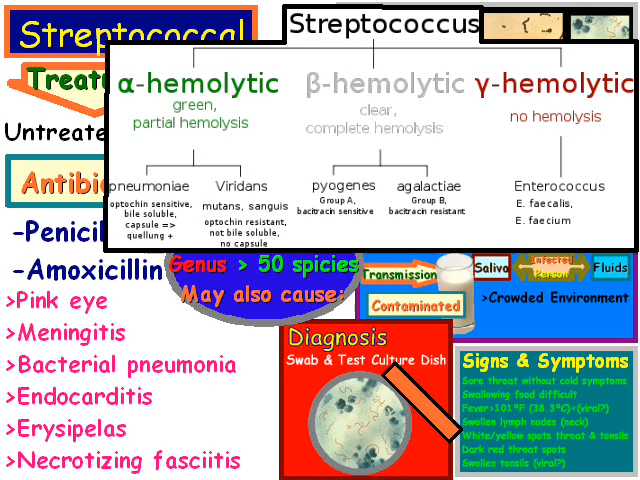 Streptococcal
Streptococcus
α-hemolytic
green,
partial hemolysis
β-hemolytic
clear,
complete hemolysis
γ-hemolytic
no hemolysis
pneumoniae
optochin sensitive,
bile soluble,
capsule =>
quellung +
Viridans
mutans, sanguis
optochin resistant,
not bile soluble,
no capsule
pyogenes
Group A,
bacitracin sensitive
agalactiae
Group B,
bacitracin resistant
Enterococcus
E. faecalis,
E. faecium
-Amoxicillin
>Pink eye
>Meningitis
>Bacterial pneumonia
>Endocarditis
>Erysipelas
>Necrotizing fasciitis
Genus > 50 spicies
May also cause:
Transmission
Contaminated
Saliva
Infected
Person
Fluids
>Crowded Environment
Diagnosis
Swab & Test Culture Dish
Signs & Symptoms
Sore throat without cold symptoms
Swallowing food difficult
Fever>101°F (38.3°C)<(viral?)
Swollen lymph nodes (neck)
White/yellow spots throat & tonsils
Dark red throat spots
Swollen tonsils (viral?)